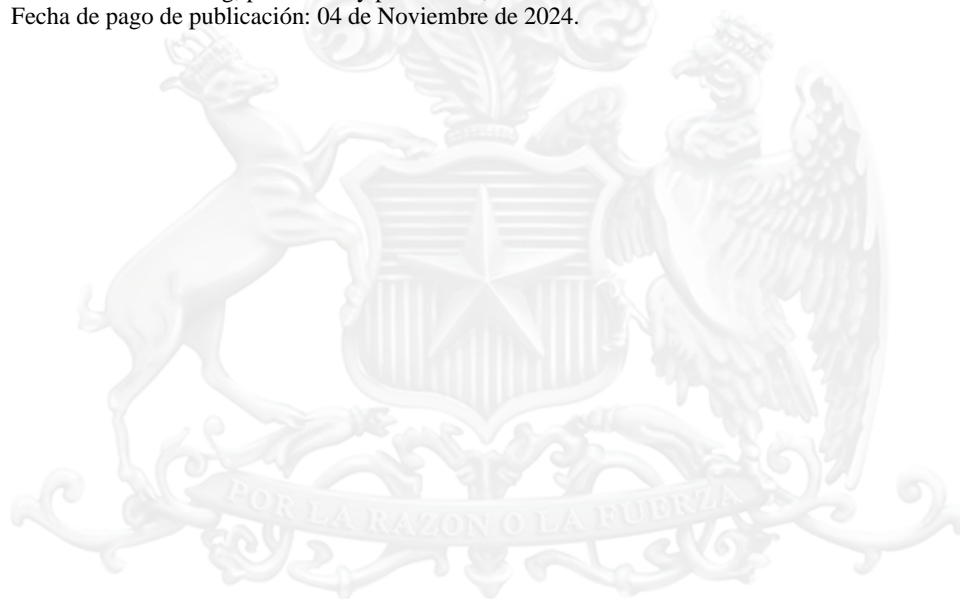 Fecha de pago de publicación: 04 de Noviembre de 2024.
POR LA RAZON O LA FUERZA